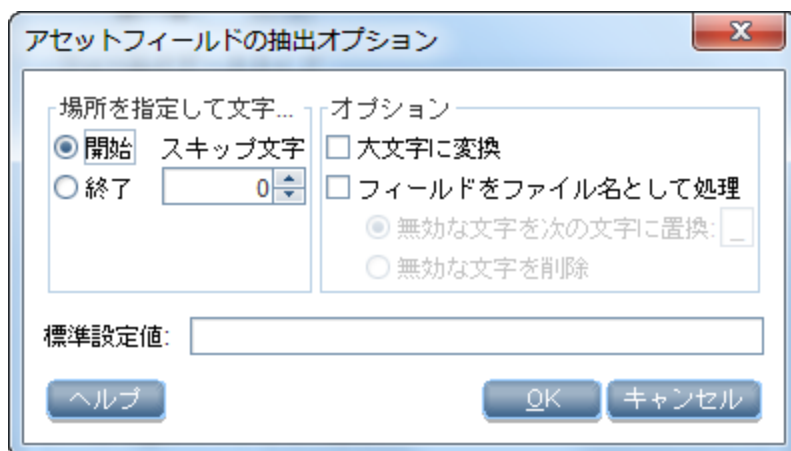 アセットフィールドの抽出オプション
場所を指定して文字...
開始 スキップ文字
終了 0
オプション
大文字に変換
フィールドをファイル名として処理
無効な文字を次の文字に置換: _
無効な文字を削除
標準設定値:
ヘルプ OK キャンセル